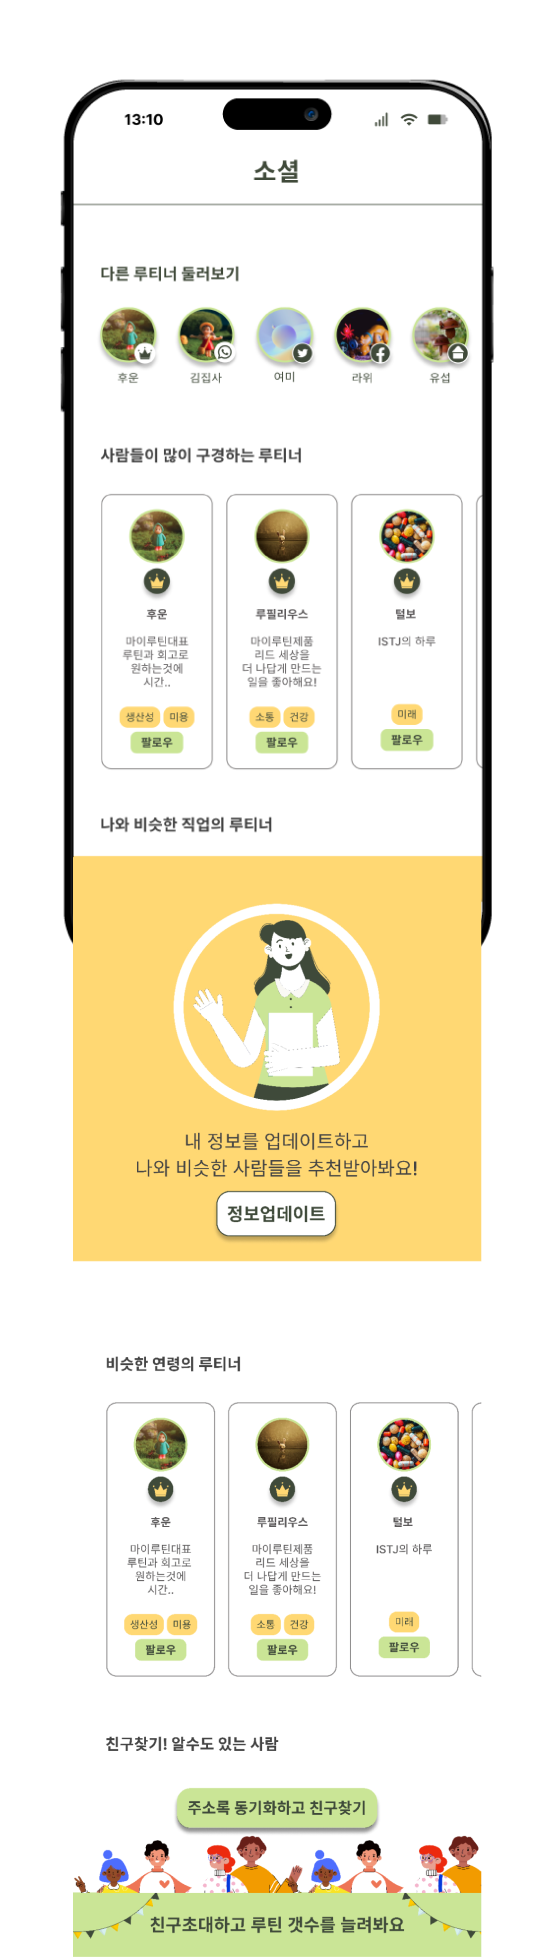 13:10
소셜
다른 루티너 둘러보기
후운 김집사 여미 라위 유섭
사람들이 많이 구경하는 루티너
후운
마이루틴대표
루틴과 회고로
원하는것에
시간..
생산성 미용
팔로우
루필리우스
마이루틴제품
리드 세상을
더 나답게 만드는
일을 좋아해요!
소통 건강
팔로우
털보
ISTJ의 하루
미래
팔로우
나와 비슷한 직업의 루티너
내 정보를 업데이트하고
나와 비슷한 사람들을 추천받아봐요!
정보업데이트
비슷한 연령의 루티너
후운
마이루틴대표
루틴과 회고로
원하는것에
시간..
생산성 미용
팔로우
루필리우스
마이루틴제품
리드 세상을
더 나답게 만드는
일을 좋아해요!
소통 건강
팔로우
털보
ISTJ의 하루
미래
팔로우
친구찾기! 알수도 있는 사람
주소록 동기화하고 친구찾기
친구초대하고 루틴 갯수를 늘려봐요